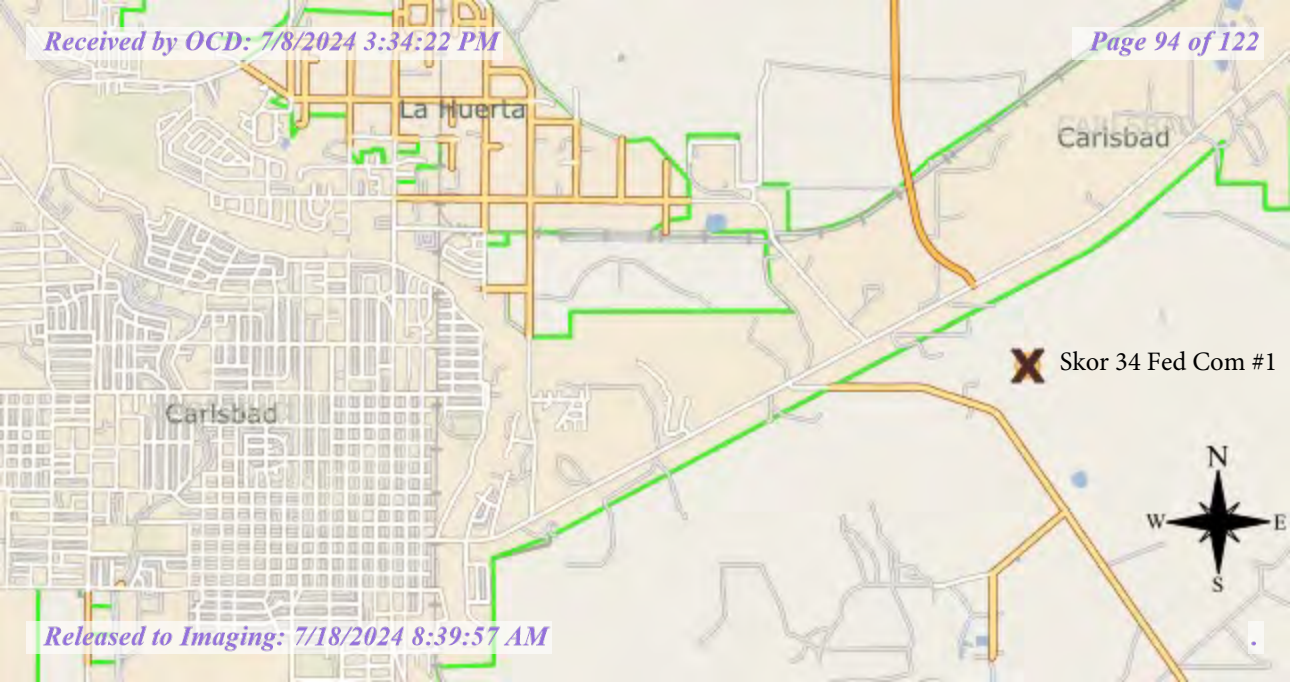 Received by OCD: 7/8/2024 3:34:22 PM
Page 94 of 122
La Huerta
Carlsbad
Skor 34 Fed Com #1
Carlsbad
N
W E
S
Released to Imaging: 7/18/2024 8:39:57 AM
.